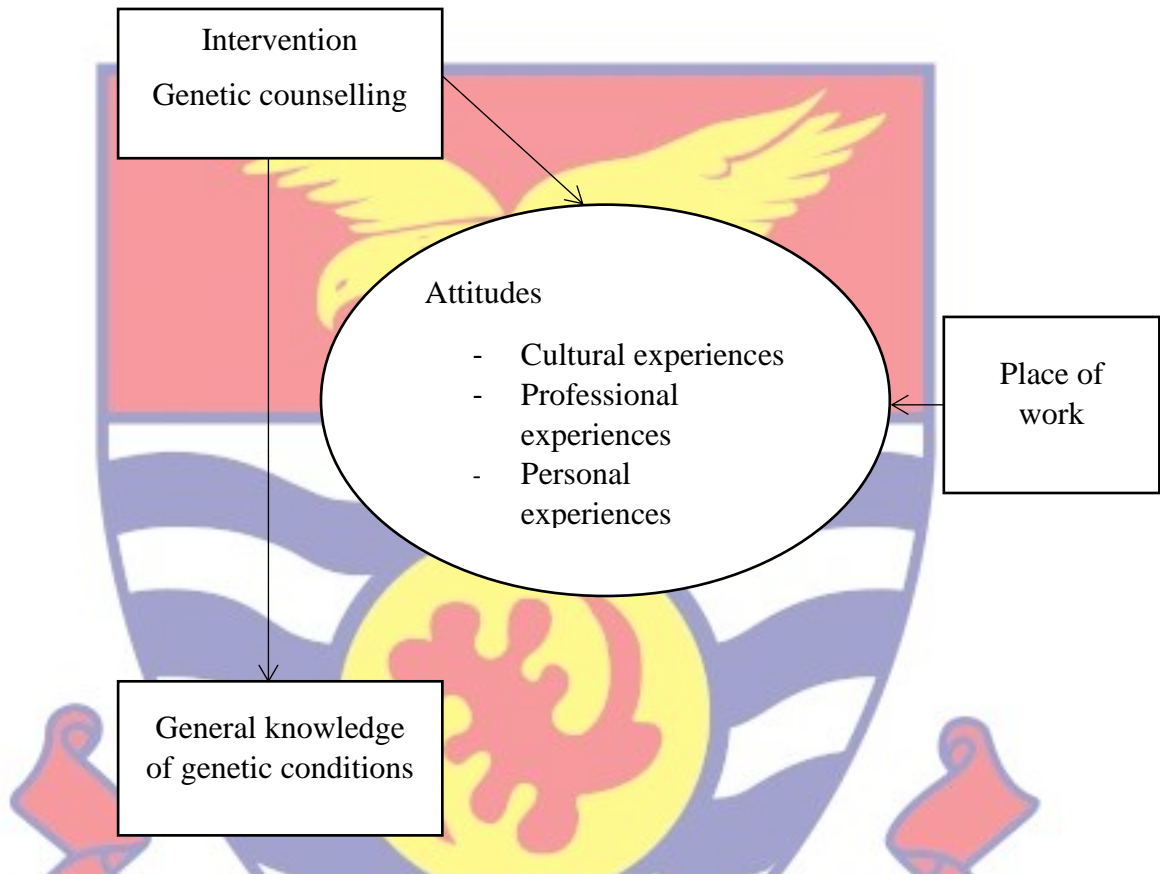 Intervention
Genetic counselling
Attitudes
- Cultural experiences
- Professional
experiences
- Personal
experiences
Place of
work
General knowledge
of genetic conditions